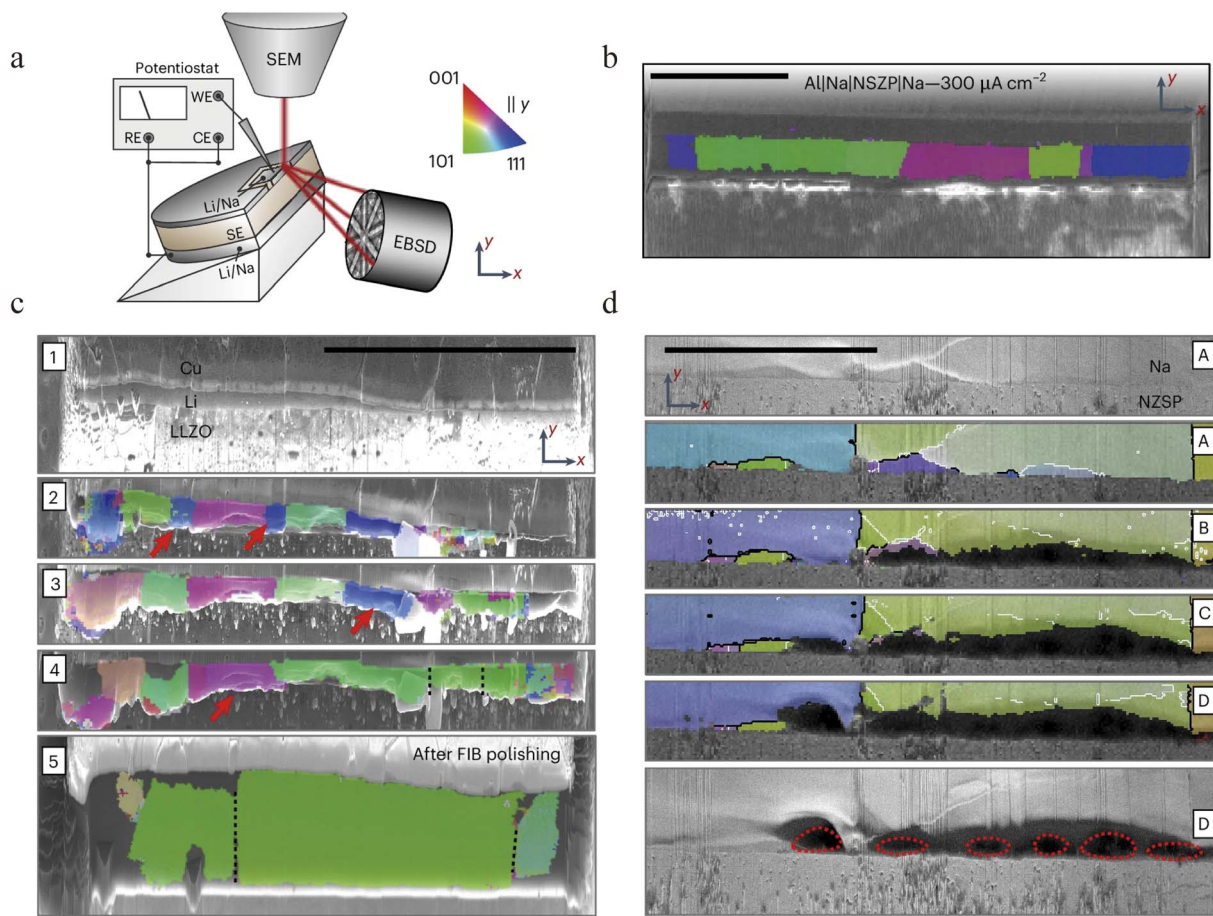 a
SEM
Potentiostat
WE
RE
CE
001
|| y
101
111
Li/Na
SE
Li/Na
EBSD
y
x
b
Al|Na|NSZP|Na—300 µA cm⁻²
y
x
c
1
Cu
Li
LLZO
y
x
2
3
4
5
After FIB polishing
d
A
Na
y
x
NZSP
A
B
C
D
D